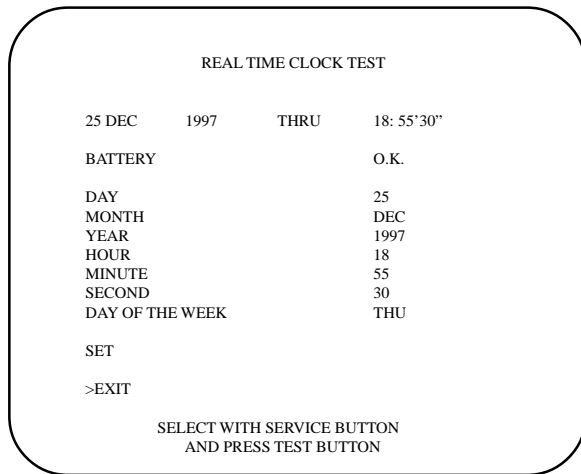 REAL TIME CLOCK TEST
25 DEC 1997 THRU 18: 55'30”
BATTERY O.K.
DAY 25
MONTH DEC
YEAR 1997
HOUR 18
MINUTE 55
SECOND 30
DAY OF THE WEEK THU
SET
>EXIT
SELECT WITH SERVICE BUTTON
AND PRESS TEST BUTTON